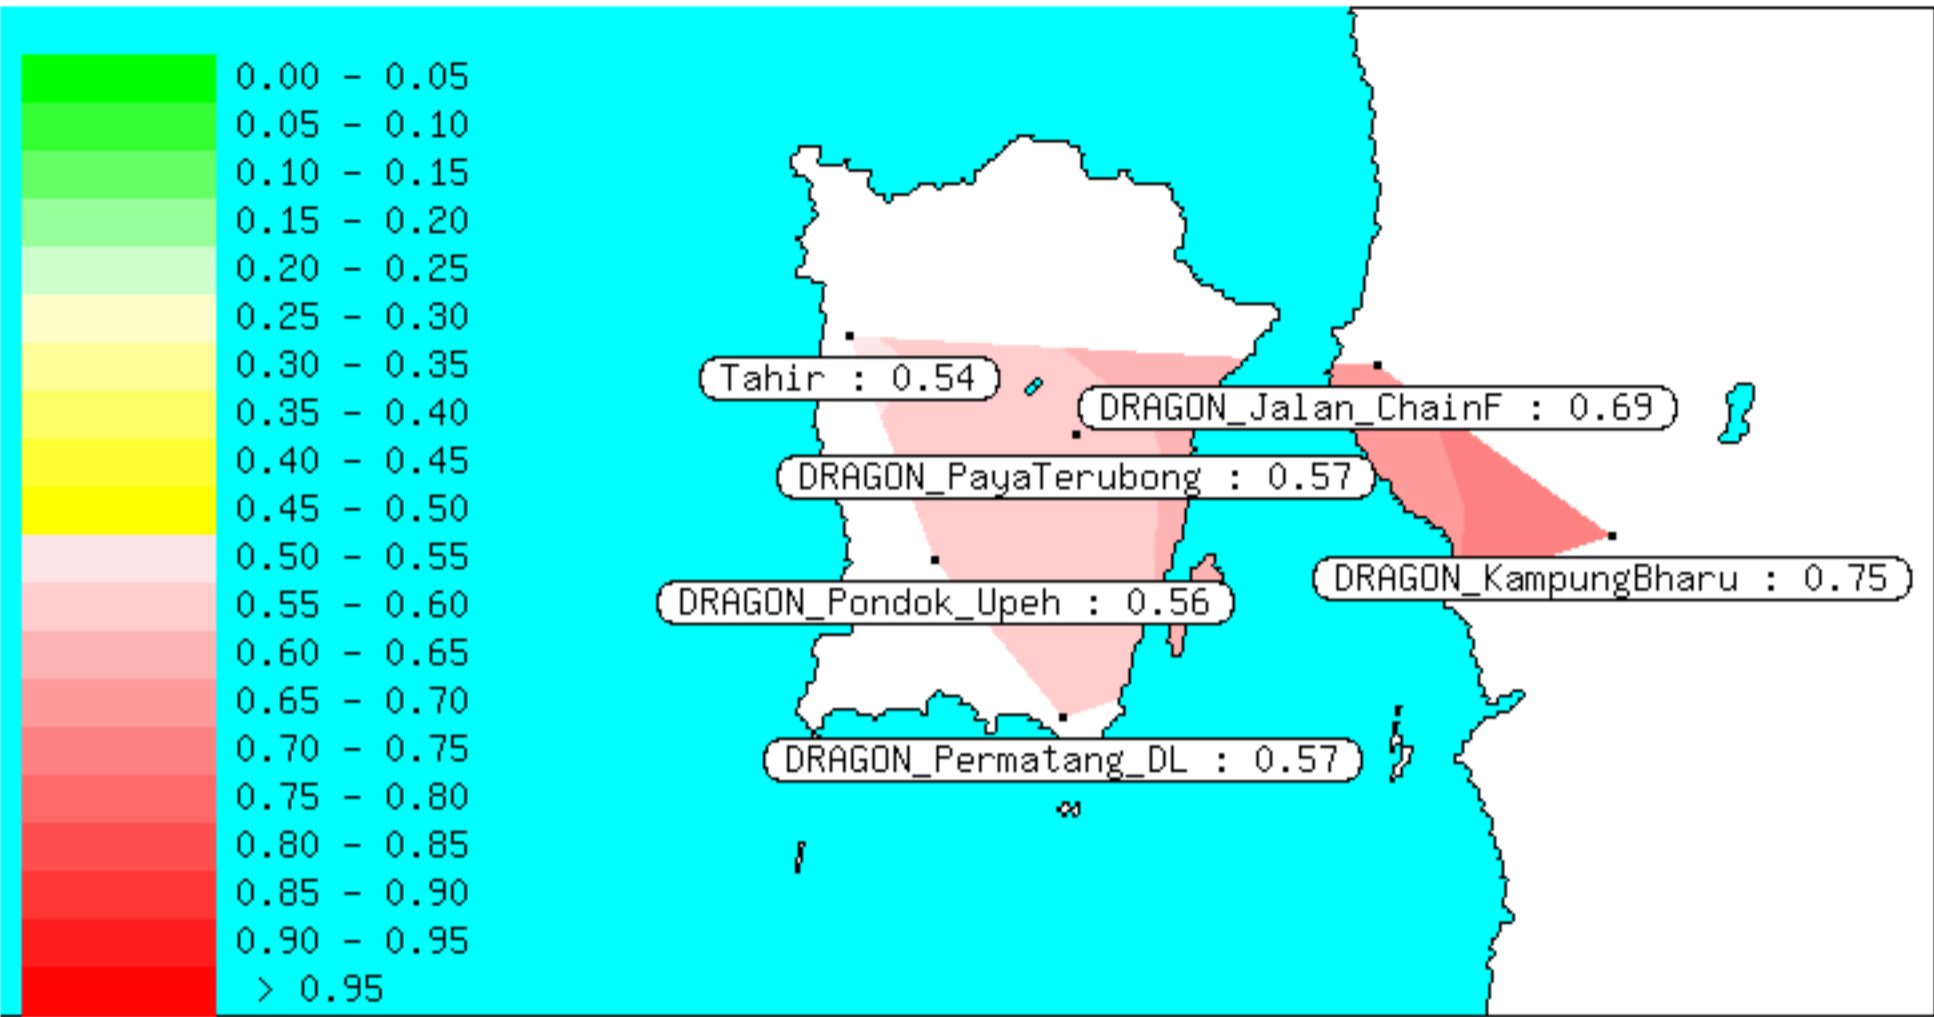 0.00 - 0.05
0.05 - 0.10
0.10 - 0.15
0.15 - 0.20
0.20 - 0.25
0.25 - 0.30
0.30 - 0.35
0.35 - 0.40
0.40 - 0.45
0.45 - 0.50
0.50 - 0.55
0.55 - 0.60
0.60 - 0.65
0.65 - 0.70
0.70 - 0.75
0.75 - 0.80
0.80 - 0.85
0.85 - 0.90
0.90 - 0.95
> 0.95
Tahir : 0.54
DRAGON_Jalan_ChainF : 0.69
DRAGON_PayaTerubong : 0.57
DRAGON_KampungBharu : 0.75
DRAGON_Pondok_Upeh : 0.56
DRAGON_Permatang_DL : 0.57